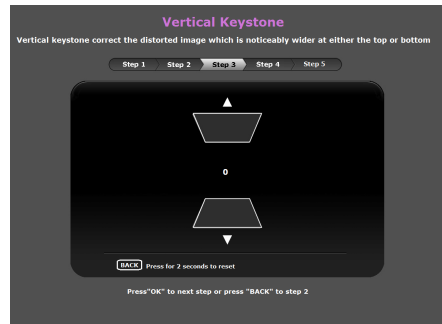 Vertical Keystone
Vertical keystone correct the distorted image which is noticeably wider at either the top or bottom
Step 1 Step 2 Step 3 Step 4 Step 5
0
BACK Press for 2 seconds to reset
Press"OK" to next step or press "BACK" to step 2